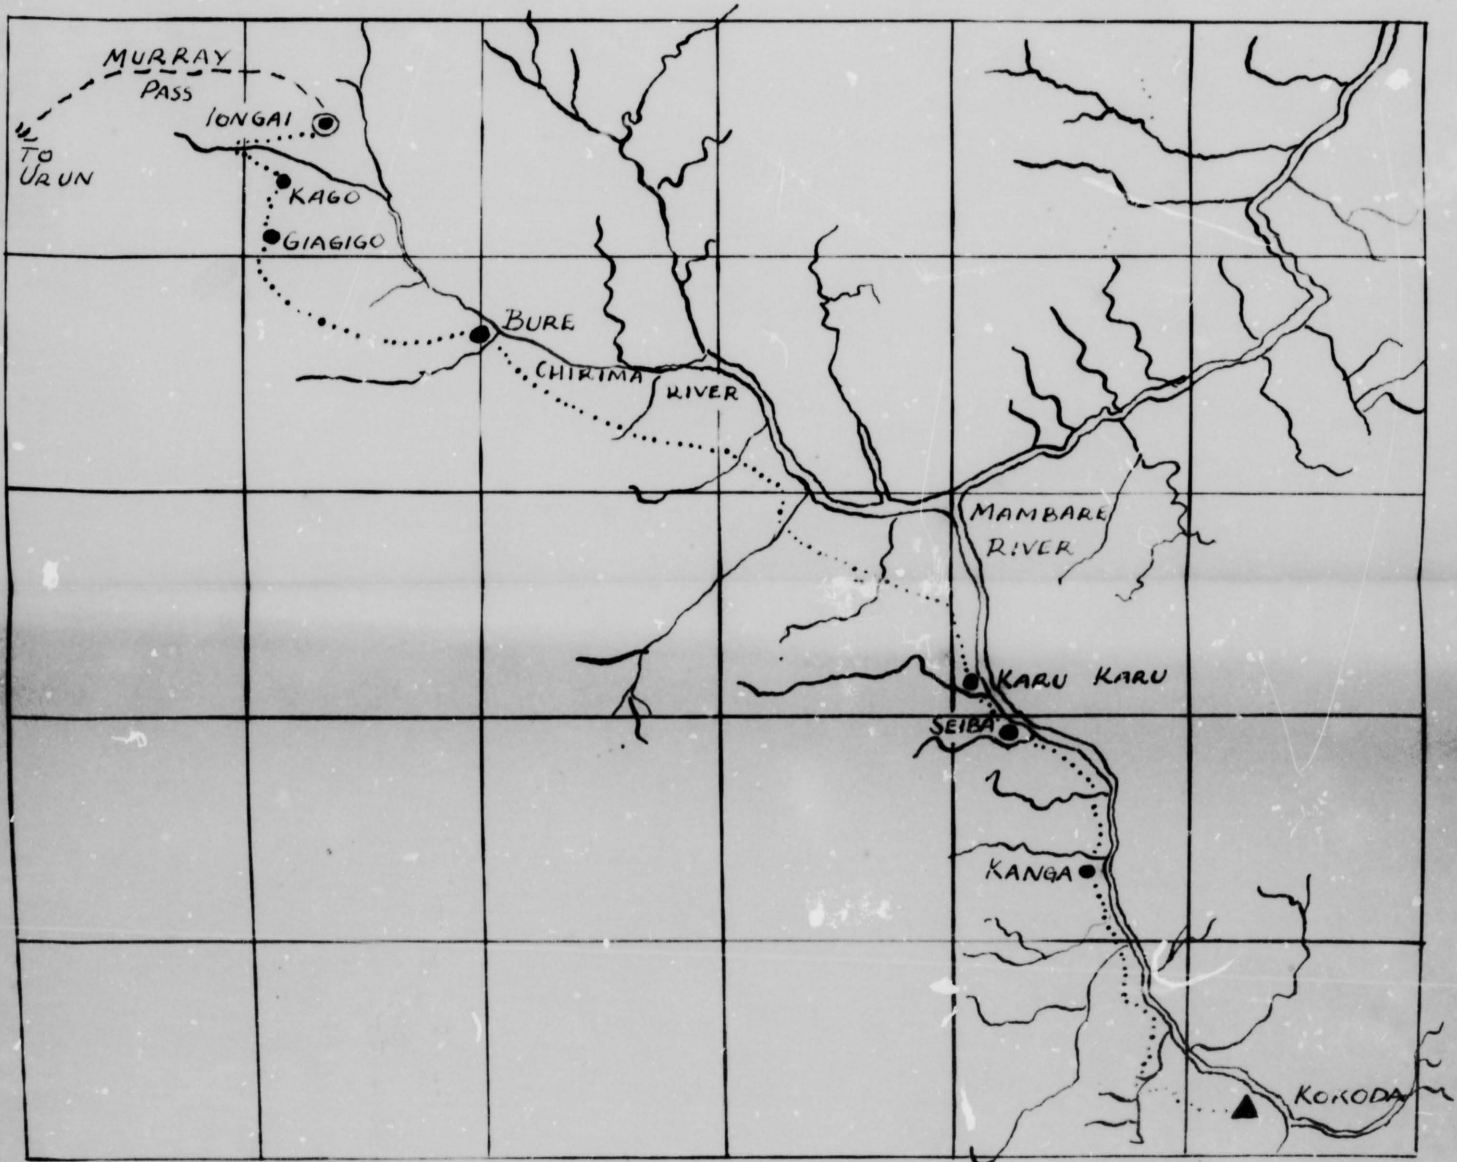 MURRAY
PASS
IONGAI
TO
URUN
KAGO
GIAGIGO
BURE
CHIRIMA
RIVER
MAMBARE
RIVER
KARU KARU
SEIBA
KANGA
KOKODA